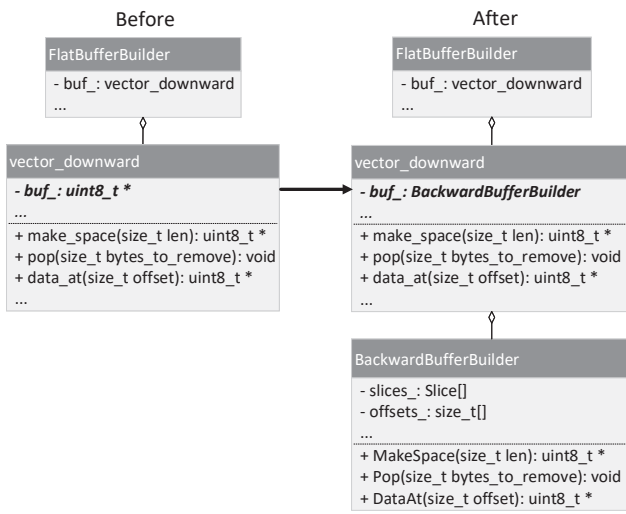 Before
FlatBufferBuilder
- buf_: vector_downward
...
vector_downward
- buf_: uint8_t *
...
+ make_space(size_t len): uint8_t *
+ pop(size_t bytes_to_remove): void
+ data_at(size_t offset): uint8_t *
...
After
FlatBufferBuilder
- buf_: vector_downward
...
vector_downward
- buf_: BackwardBufferBuilder
...
+ make_space(size_t len): uint8_t *
+ pop(size_t bytes_to_remove): void
+ data_at(size_t offset): uint8_t *
...
BackwardBufferBuilder
- slices_: Slice[]
- offsets_: size_t[]
...
+ MakeSpace(size_t len): uint8_t *
+ Pop(size_t bytes_to_remove): void
+ DataAt(size_t offset): uint8_t *